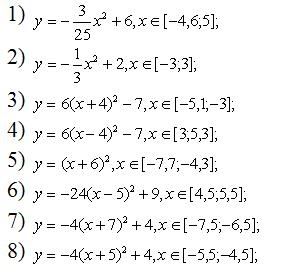 1) y = -\frac{3}{25}x² + 6, x ∈ [-4,6;5];
2) y = -\frac{1}{3}x² + 2, x ∈ [-3;3];
3) y = 6(x+4)² - 7, x ∈ [-5,1;-3];
4) y = 6(x-4)² - 7, x ∈ [3,5,3];
5) y = (x+6)², x ∈ [-7,7;-4,3];
6) y = -24(x-5)² + 9, x ∈ [4,5;5,5];
7) y = -4(x+7)² + 4, x ∈ [-7,5;-6,5];
8) y = -4(x+5)² + 4, x ∈ [-5,5;-4,5];